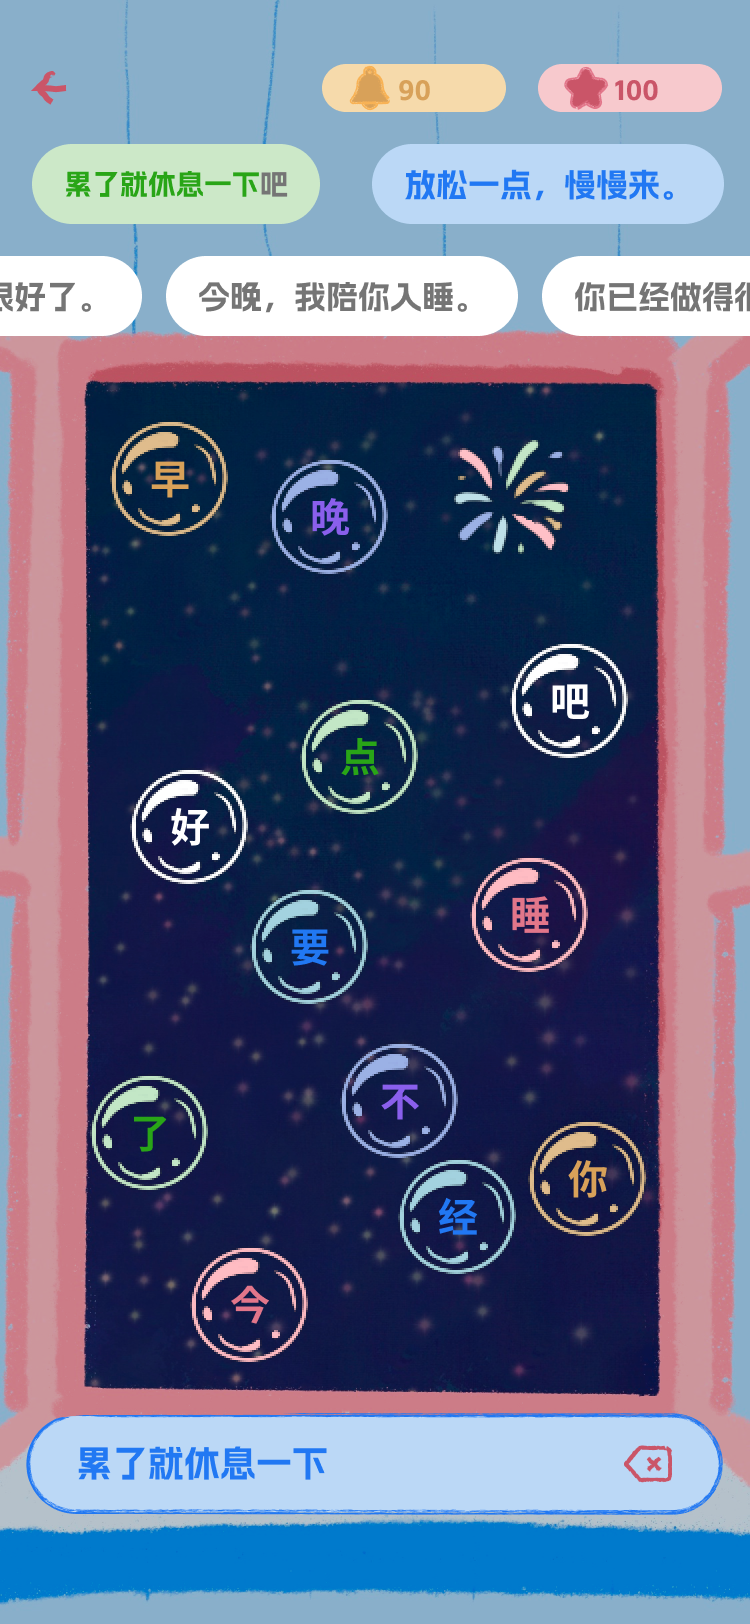 90
100
累了就休息一下吧
放松一点，慢慢来。
很好了。
今晚，我陪你入睡。
你已经做得很
早
晚
吧
点
好
睡
要
不
了
你
经
今
累了就休息一下